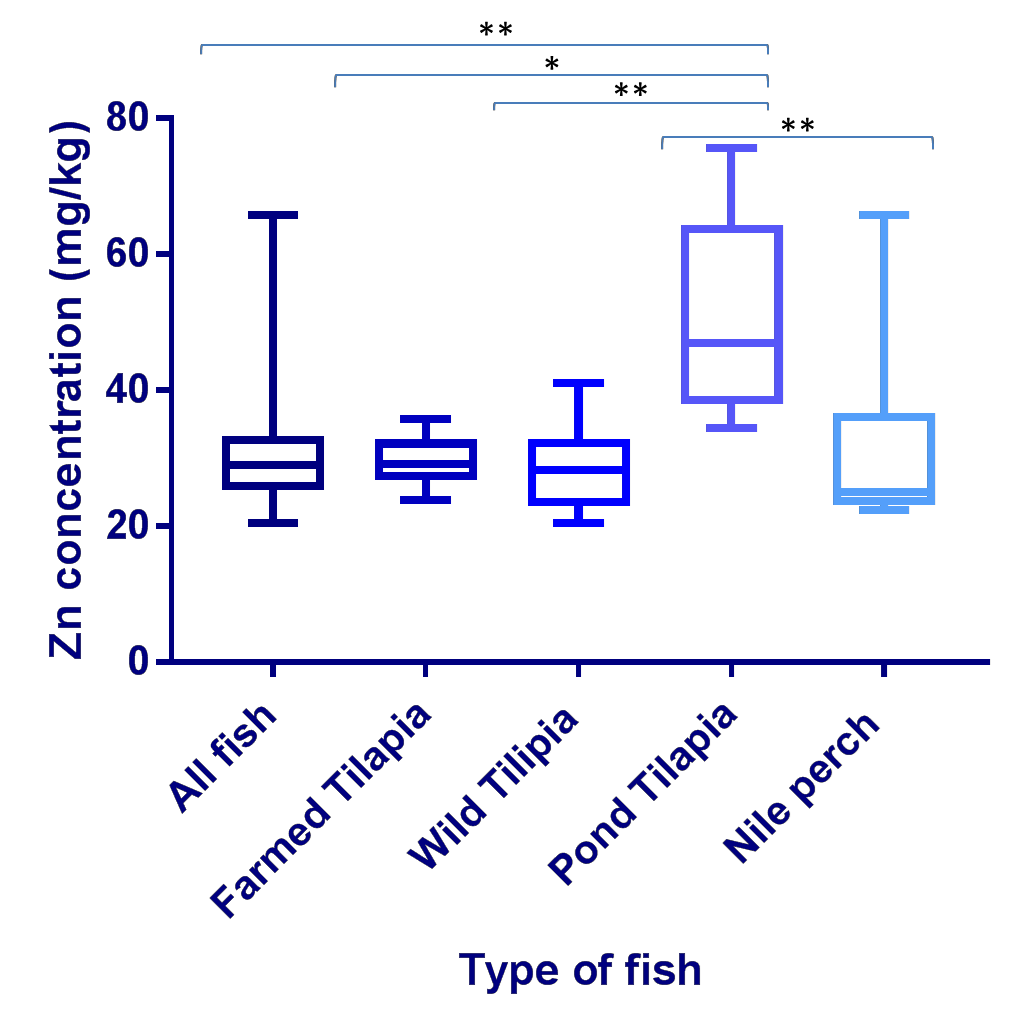 **
*
**
**
Zn concentration (mg/kg)
80
60
40
20
0
All fish
Farmed Tilapia
Wild Tilipia
Pond Tilapia
Nile perch
Type of fish